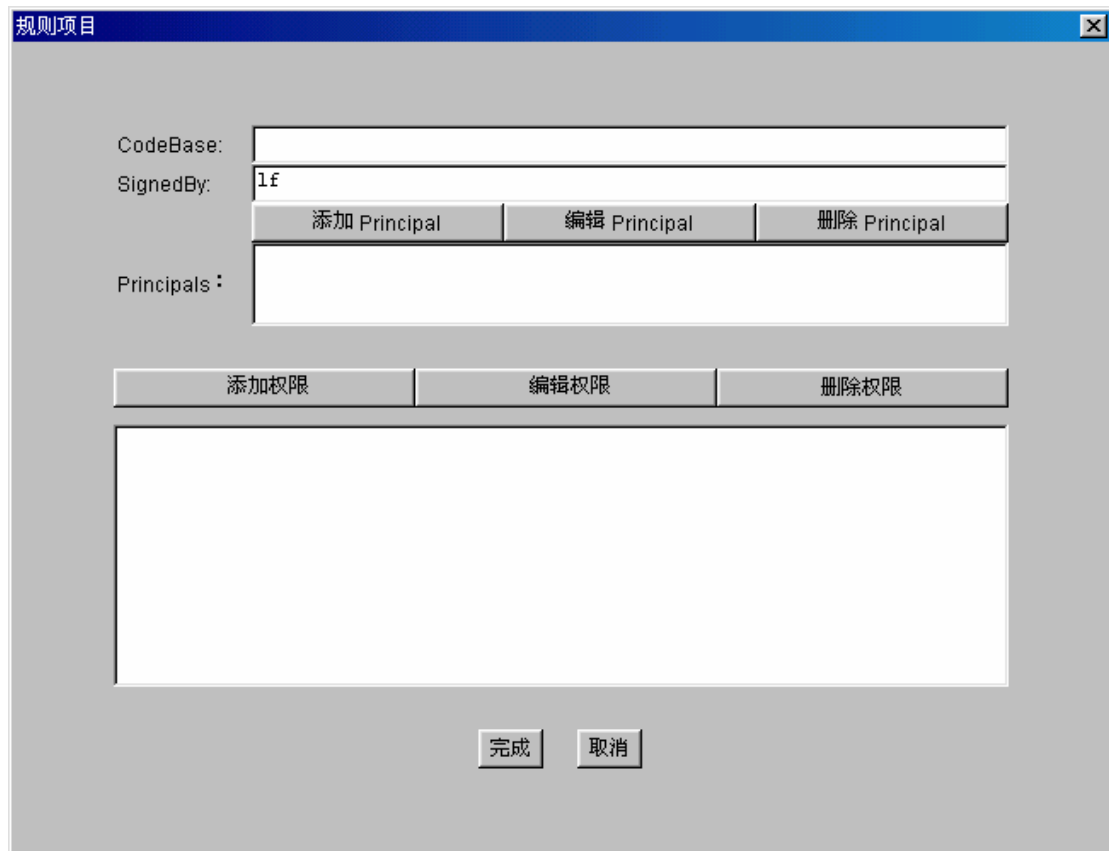 规则项目
CodeBase:
SignedBy: lf
添加 Principal 编辑 Principal 删除 Principal
Principals：
添加权限 编辑权限 删除权限
完成 取消